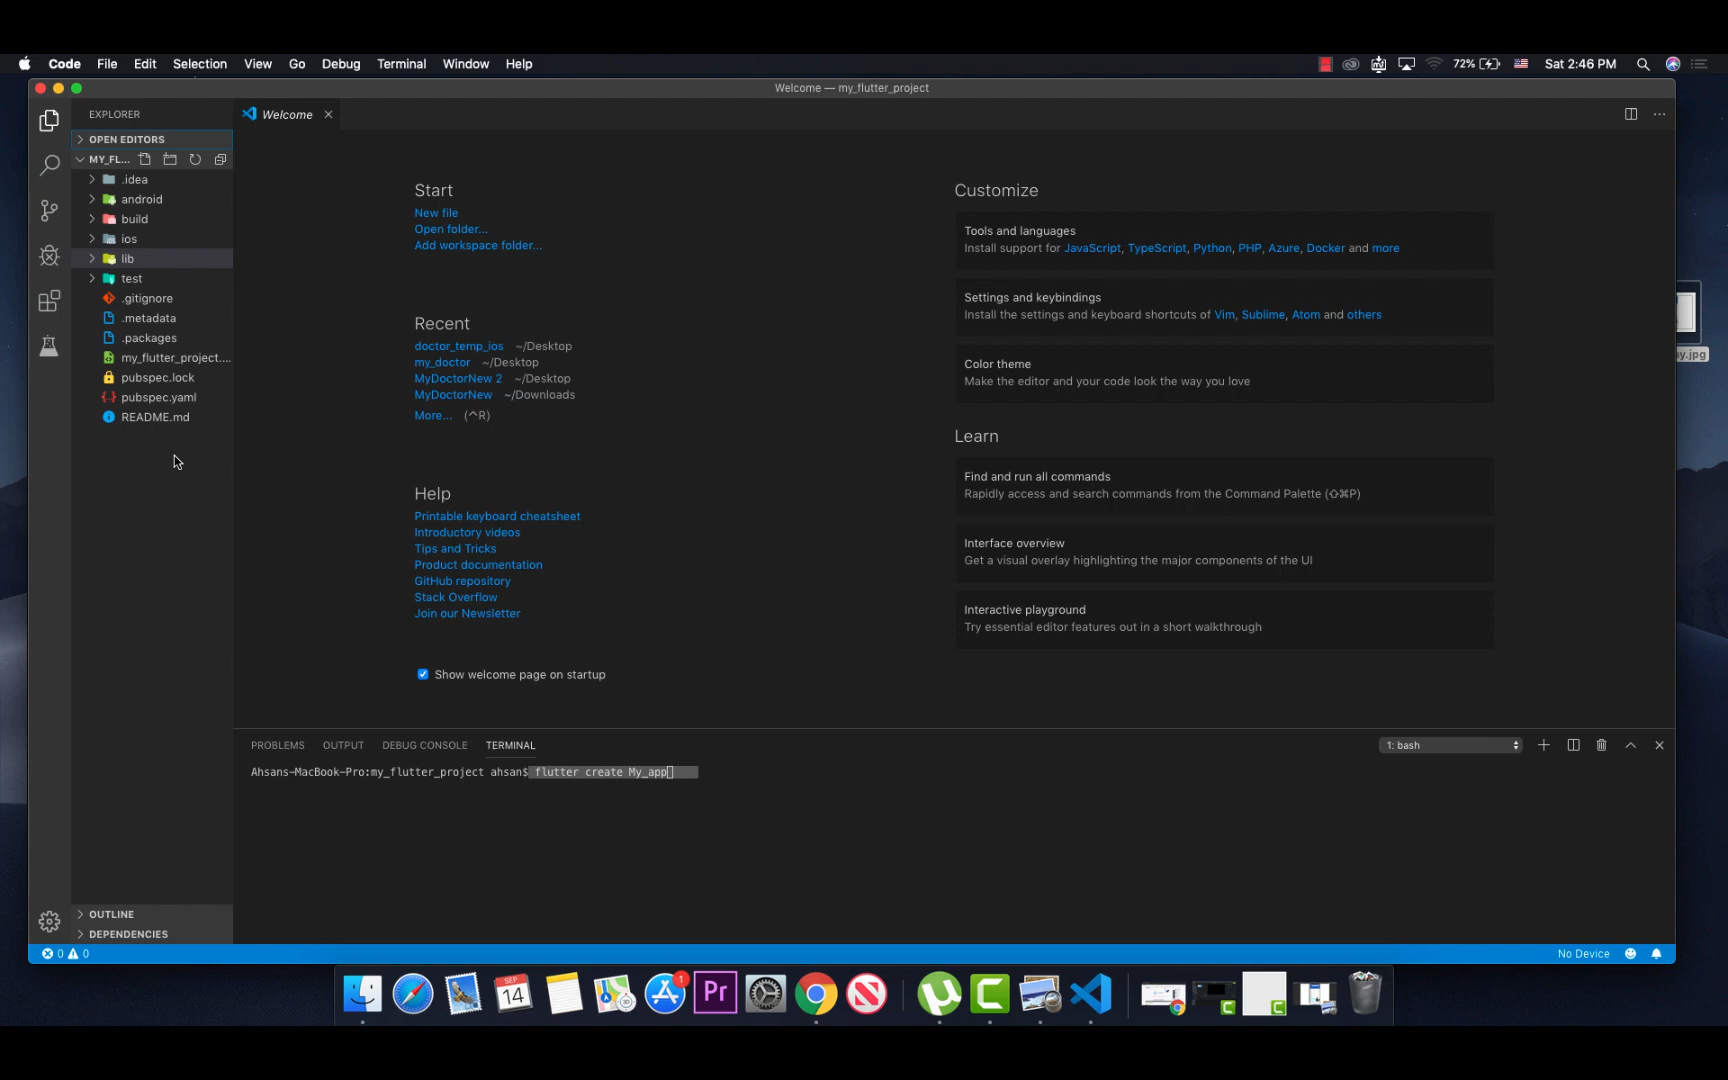 Code File Edit Selection View Go Debug Terminal Window Help 72% Sat 2:46 PM
Welcome — my_flutter_project
EXPLORER
Welcome
OPEN EDITORS
MY_FL...
.idea
android
build
ios
lib
test
.gitignore
.metadata
.packages
my_flutter_project....
pubspec.lock
pubspec.yaml
README.md
OUTLINE
DEPENDENCIES
Start
New file
Open folder...
Add workspace folder...
Recent
doctor_temp_ios ~/Desktop
my_doctor ~/Desktop
MyDoctorNew 2 ~/Desktop
MyDoctorNew ~/Downloads
More... (^R)
Help
Printable keyboard cheatsheet
Introductory videos
Tips and Tricks
Product documentation
GitHub repository
Stack Overflow
Join our Newsletter
Show welcome page on startup
Customize
Tools and languages
Install support for JavaScript, TypeScript, Python, PHP, Azure, Docker and more
Settings and keybindings
Install the settings and keyboard shortcuts of Vim, Sublime, Atom and others
Color theme
Make the editor and your code look the way you love
Learn
Find and run all commands
Rapidly access and search commands from the Command Palette (⇧⌘P)
Interface overview
Get a visual overlay highlighting the major components of the UI
Interactive playground
Try essential editor features out in a short walkthrough
PROBLEMS OUTPUT DEBUG CONSOLE TERMINAL 1: bash
Ahsans-MacBook-Pro:my_flutter_project ahsan$ flutter create My_app
0 0 No Device
ay.jpg
SEP
14
1
Pr